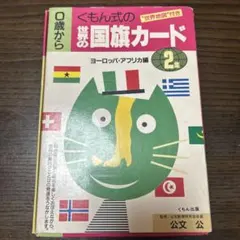 0歳から
くもん式の
"世界地図"付き
世界の国旗カード
ヨーロッパ・アフリカ編
2集
くもん出版
公文 公